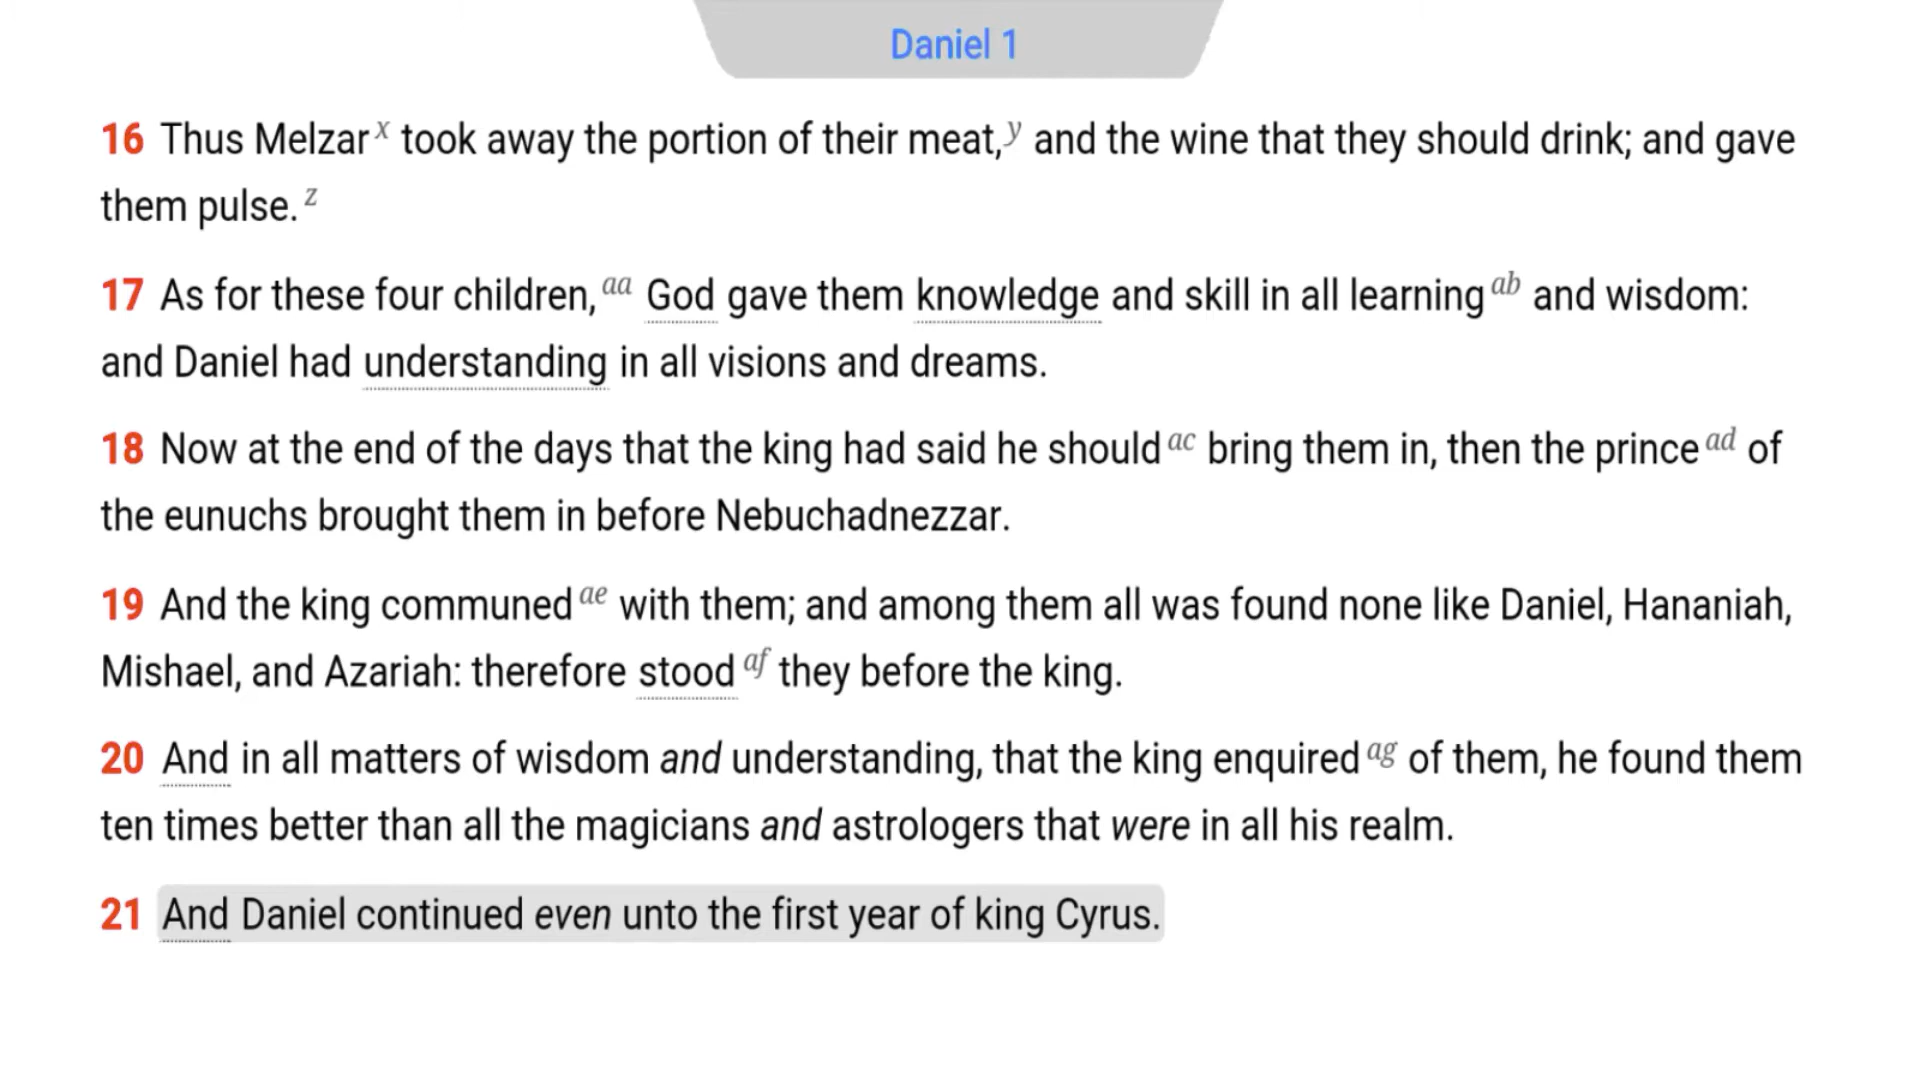 Daniel 1
16 Thus Melzar x took away the portion of their meat, y and the wine that they should drink; and gave
them pulse. z
17 As for these four children, aa God gave them knowledge and skill in all learning ab and wisdom:
and Daniel had understanding in all visions and dreams.
18 Now at the end of the days that the king had said he should ac bring them in, then the prince ad of
the eunuchs brought them in before Nebuchadnezzar.
19 And the king communed ae with them; and among them all was found none like Daniel, Hananiah,
Mishael, and Azariah: therefore stood af they before the king.
20 And in all matters of wisdom and understanding, that the king enquired ag of them, he found them
ten times better than all the magicians and astrologers that were in all his realm.
21 And Daniel continued even unto the first year of king Cyrus.